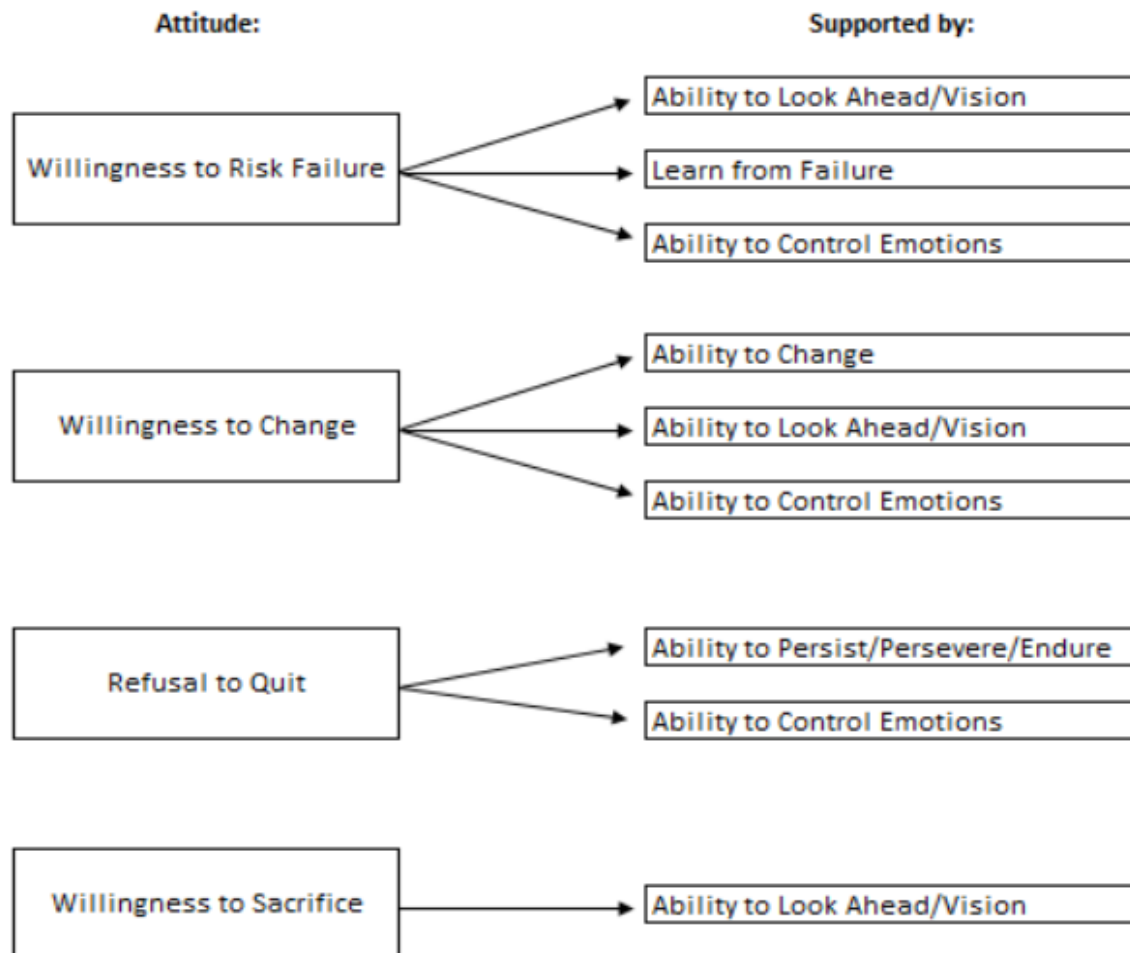 Attitude:
Supported by:
Willingness to Risk Failure
Ability to Look Ahead/Vision
Learn from Failure
Ability to Control Emotions
Willingness to Change
Ability to Change
Ability to Look Ahead/Vision
Ability to Control Emotions
Refusal to Quit
Ability to Persist/Persevere/Endure
Ability to Control Emotions
Willingness to Sacrifice
Ability to Look Ahead/Vision